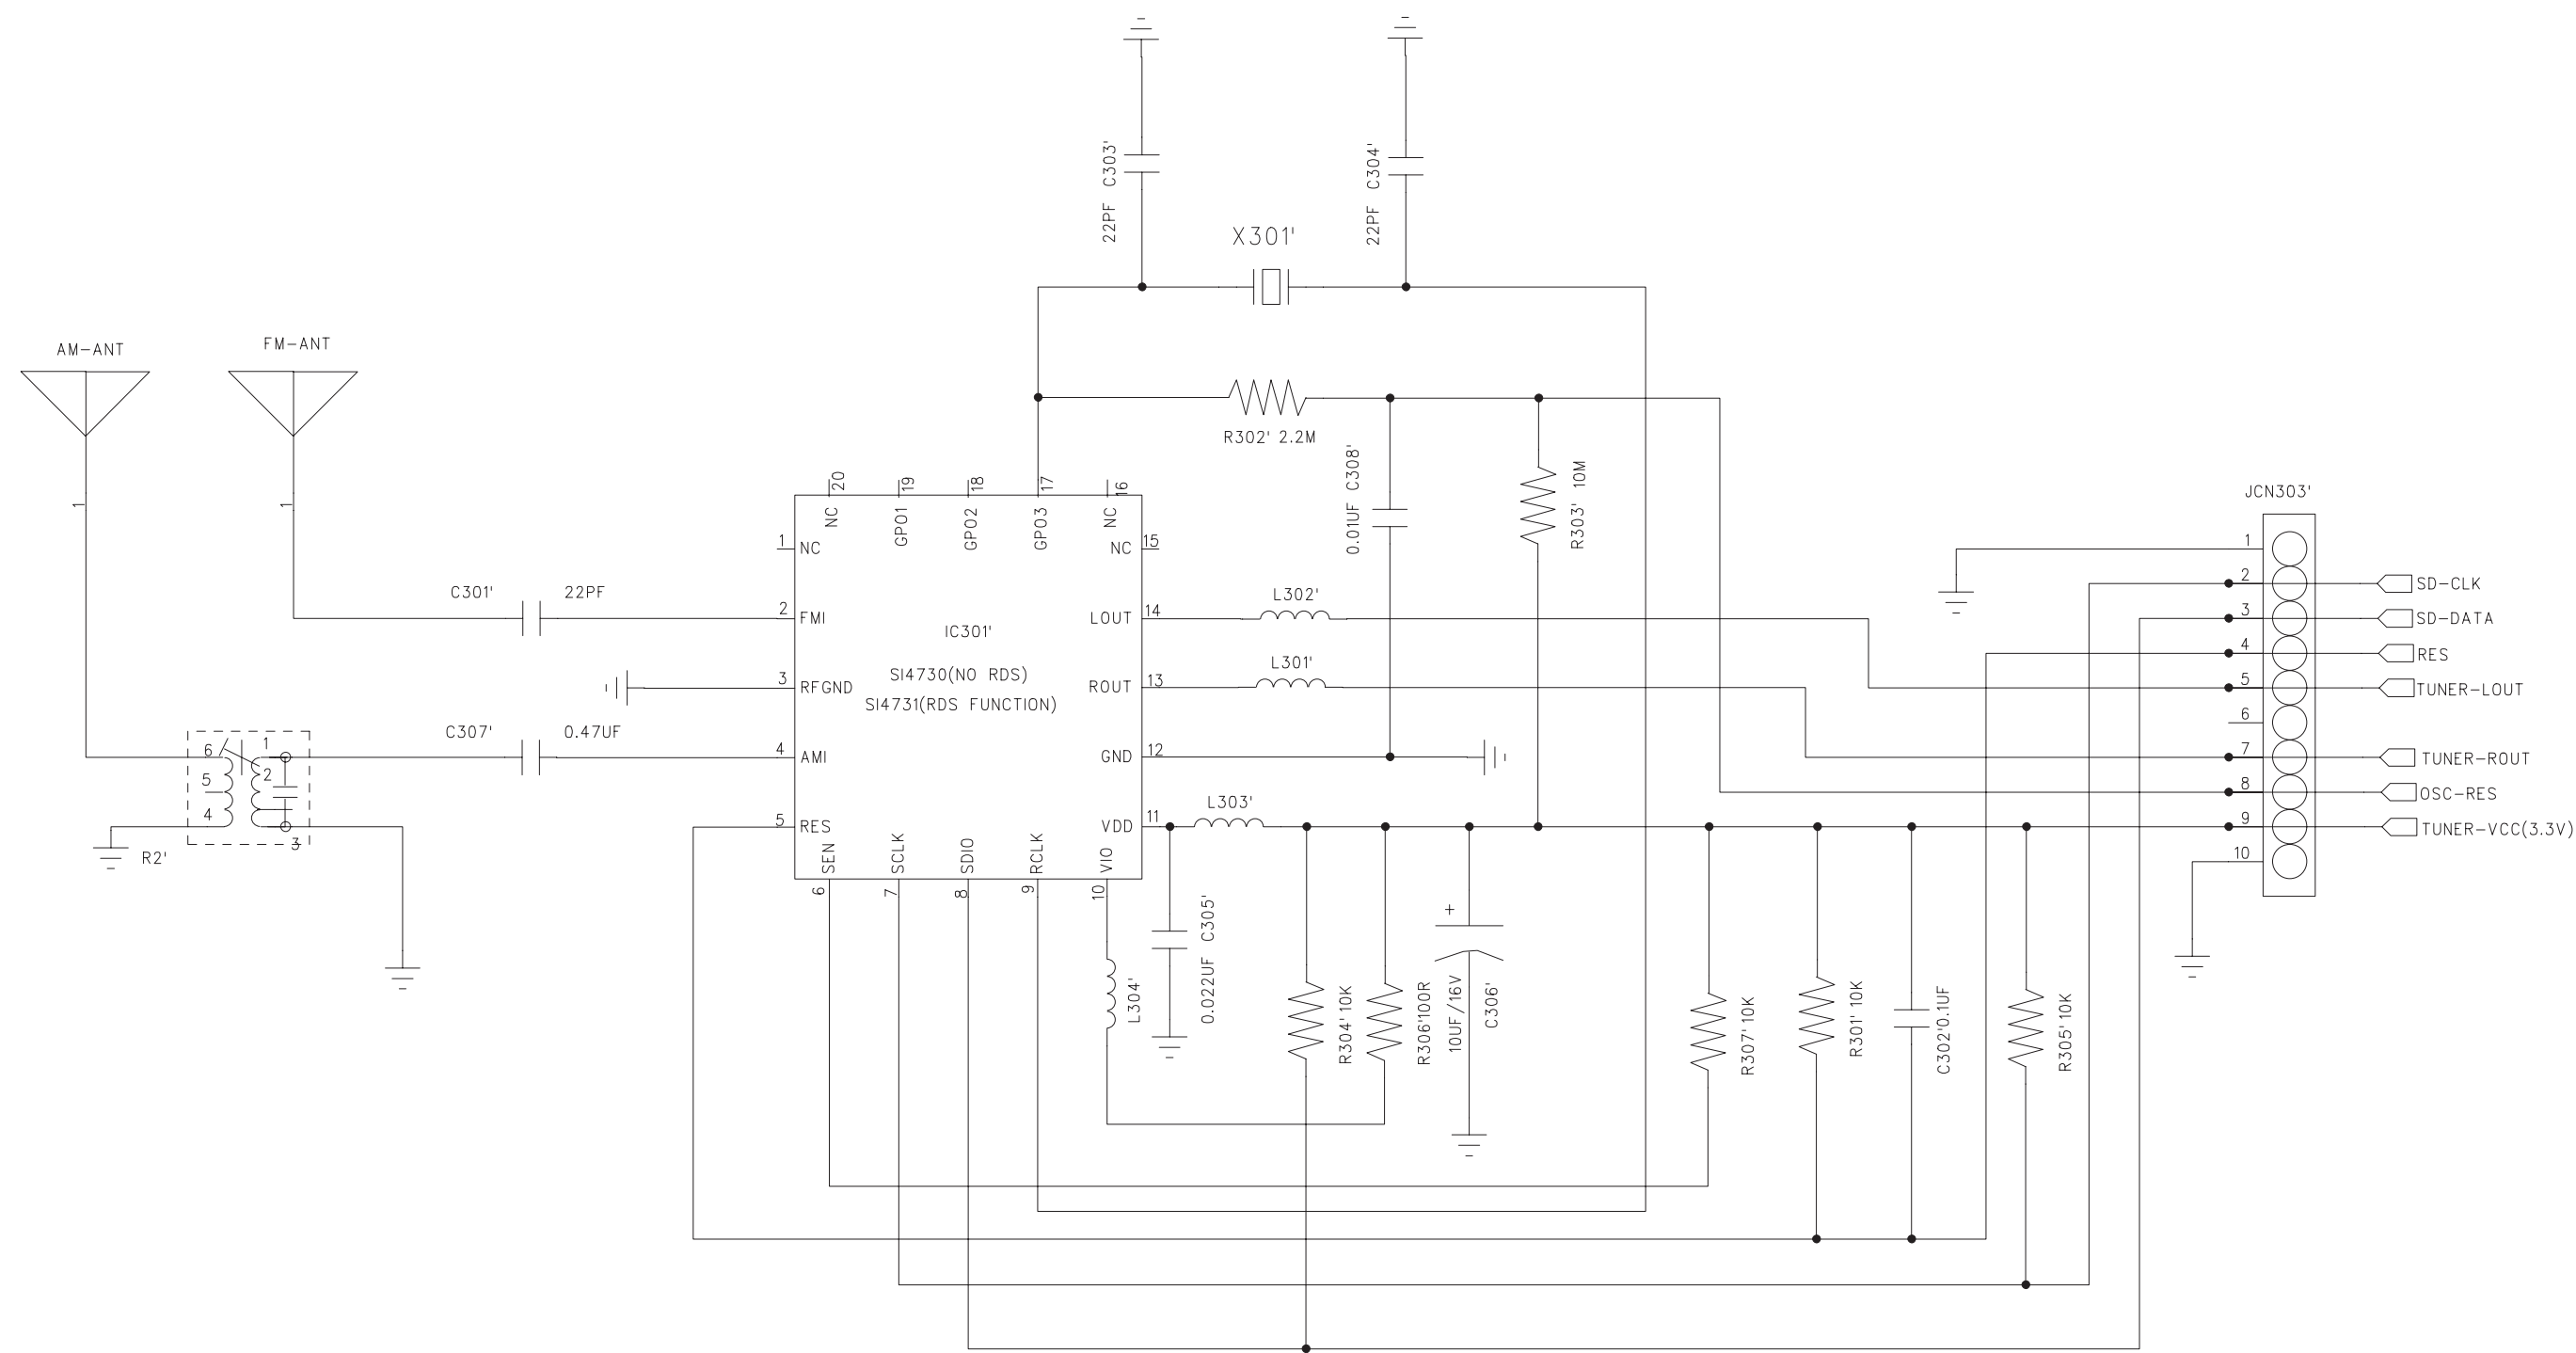 22PF C303'
22PF C304'
X301'
AM-ANT
FM-ANT
1
1
R302' 2.2M
0.01UF C308'
R303' 10M
20
19
18
17
16
NC
GPO1
GPO2
GPO3
NC
JCN303'
1
NC
NC
15
C301'
22PF
2
FMI
LOUT
14
L302'
IC301'
SI4730(NO RDS)
SI4731(RDS FUNCTION)
3
RFGND
ROUT
13
L301'
C307'
0.47UF
4
AMI
GND
12
5
RES
VDD
11
L303'
SEN
SCLK
SDIO
RCLK
VIO
6
7
8
9
10
6
5
4
1
2
3
R2'
L304'
0.022UF C305'
R304' 10K
R306' 100R
+
10UF/16V
C306'
R307' 10K
R301' 10K
C302' 0.1UF
R305' 10K
1
2
SD-CLK
3
SD-DATA
4
RES
5
TUNER-LOUT
6
7
TUNER-ROUT
8
OSC-RES
9
TUNER-VCC(3.3V)
10